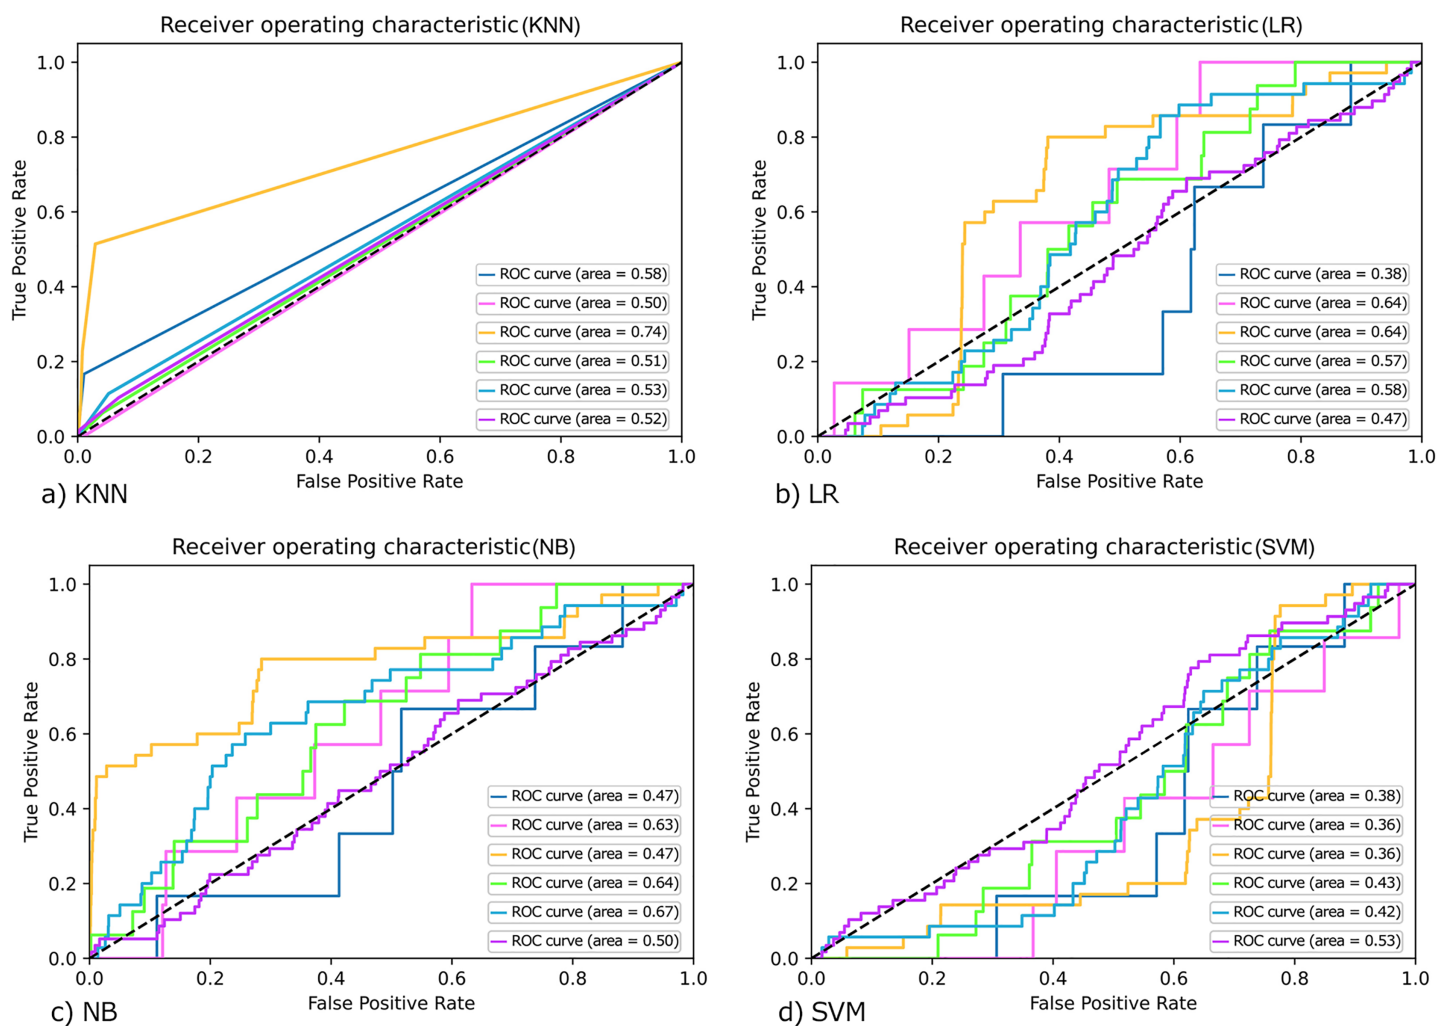 Receiver operating characteristic(KNN)
True Positive Rate
1.0
0.8
0.6
0.4
0.2
0.0
0.0 0.2 0.4 0.6 0.8 1.0
False Positive Rate
ROC curve (area = 0.58)
ROC curve (area = 0.50)
ROC curve (area = 0.74)
ROC curve (area = 0.51)
ROC curve (area = 0.53)
ROC curve (area = 0.52)
a) KNN
Receiver operating characteristic(LR)
True Positive Rate
1.0
0.8
0.6
0.4
0.2
0.0
0.0 0.2 0.4 0.6 0.8 1.0
False Positive Rate
ROC curve (area = 0.38)
ROC curve (area = 0.64)
ROC curve (area = 0.64)
ROC curve (area = 0.57)
ROC curve (area = 0.58)
ROC curve (area = 0.47)
b) LR
Receiver operating characteristic(NB)
True Positive Rate
1.0
0.8
0.6
0.4
0.2
0.0
0.0 0.2 0.4 0.6 0.8 1.0
False Positive Rate
ROC curve (area = 0.47)
ROC curve (area = 0.63)
ROC curve (area = 0.47)
ROC curve (area = 0.64)
ROC curve (area = 0.67)
ROC curve (area = 0.50)
c) NB
Receiver operating characteristic(SVM)
True Positive Rate
1.0
0.8
0.6
0.4
0.2
0.0
0.0 0.2 0.4 0.6 0.8 1.0
False Positive Rate
ROC curve (area = 0.38)
ROC curve (area = 0.36)
ROC curve (area = 0.36)
ROC curve (area = 0.43)
ROC curve (area = 0.42)
ROC curve (area = 0.53)
d) SVM